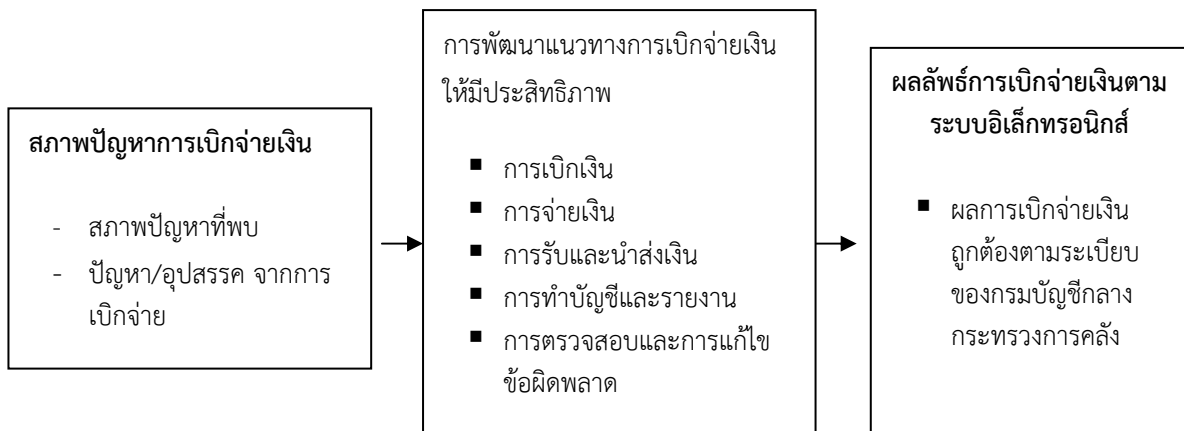 สภาพปัญหาการเบิกจ่ายเงิน
- สภาพปัญหาที่พบ
- ปัญหา/อุปสรรค จากการ
เบิกจ่าย
การพัฒนาแนวทางการเบิกจ่ายเงิน
ให้มีประสิทธิภาพ
▪ การเบิกเงิน
▪ การจ่ายเงิน
▪ การรับและนำส่งเงิน
▪ การทำบัญชีและรายงาน
▪ การตรวจสอบและการแก้ไข
ข้อผิดพลาด
ผลลัพธ์การเบิกจ่ายเงินตาม
ระบบอิเล็กทรอนิกส์
▪ ผลการเบิกจ่ายเงิน
ถูกต้องตามระเบียบ
ของกรมบัญชีกลาง
กระทรวงการคลัง